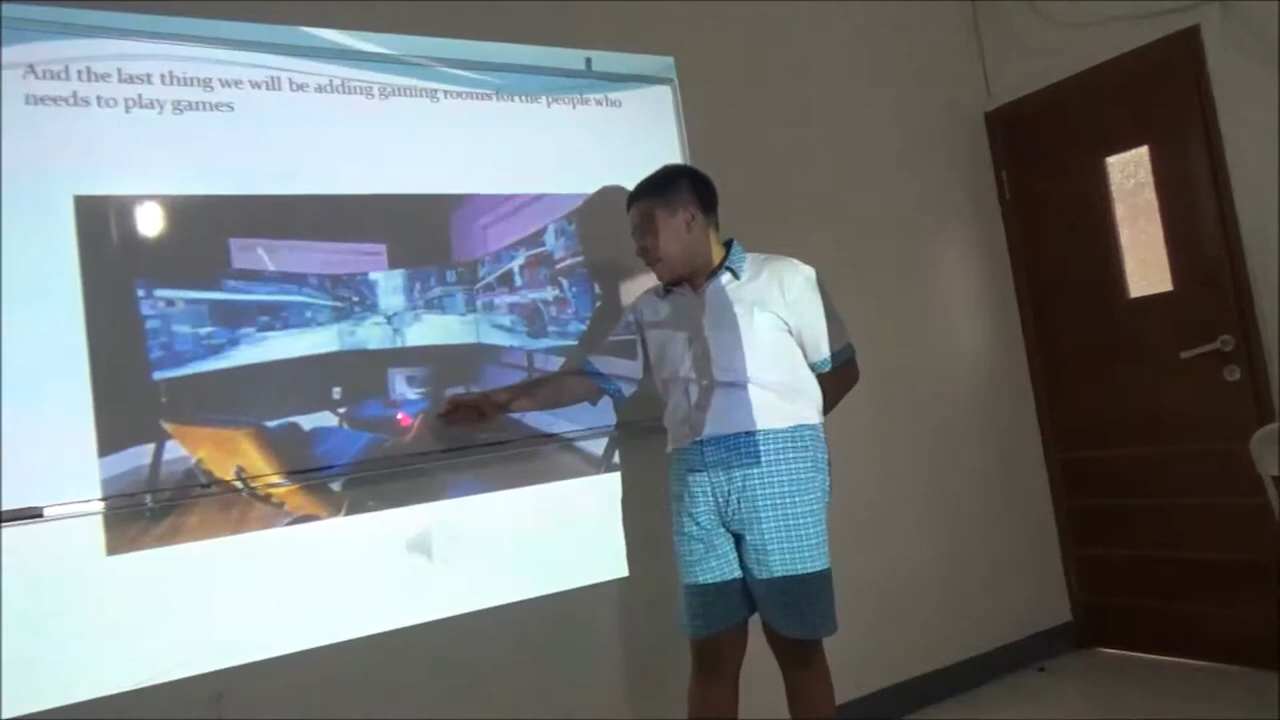 And the last thing we will be adding gaming rooms for the people who
needs to play games